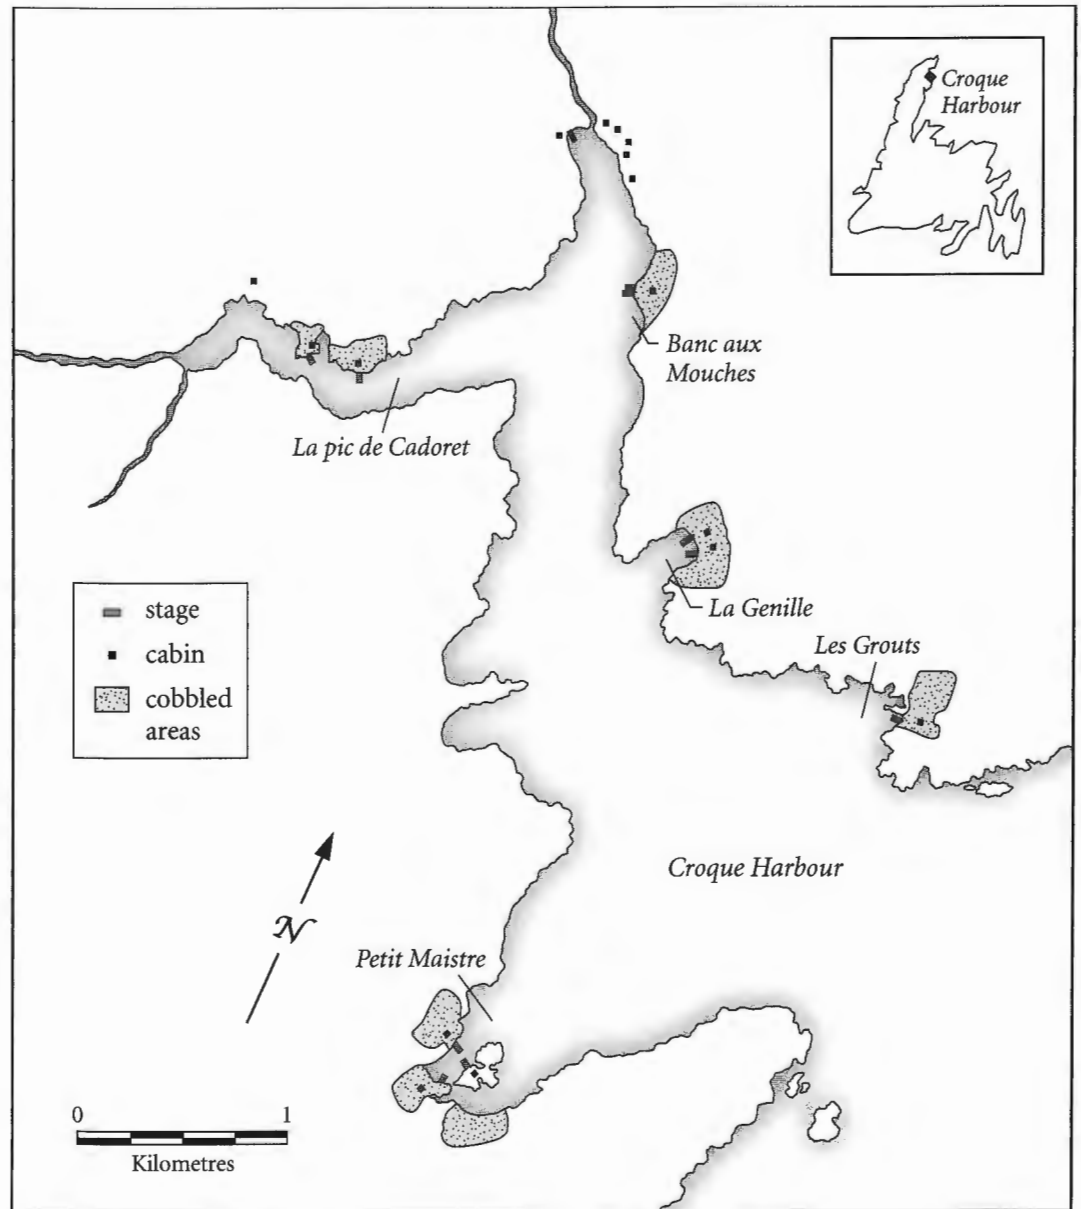 Croque
Harbour
Banc aux
Mouches
La pic de Cadoret
stage
cabin
cobbled
areas
La Genille
Les Grouts
Croque Harbour
N
Petit Maistre
0 1
Kilometres